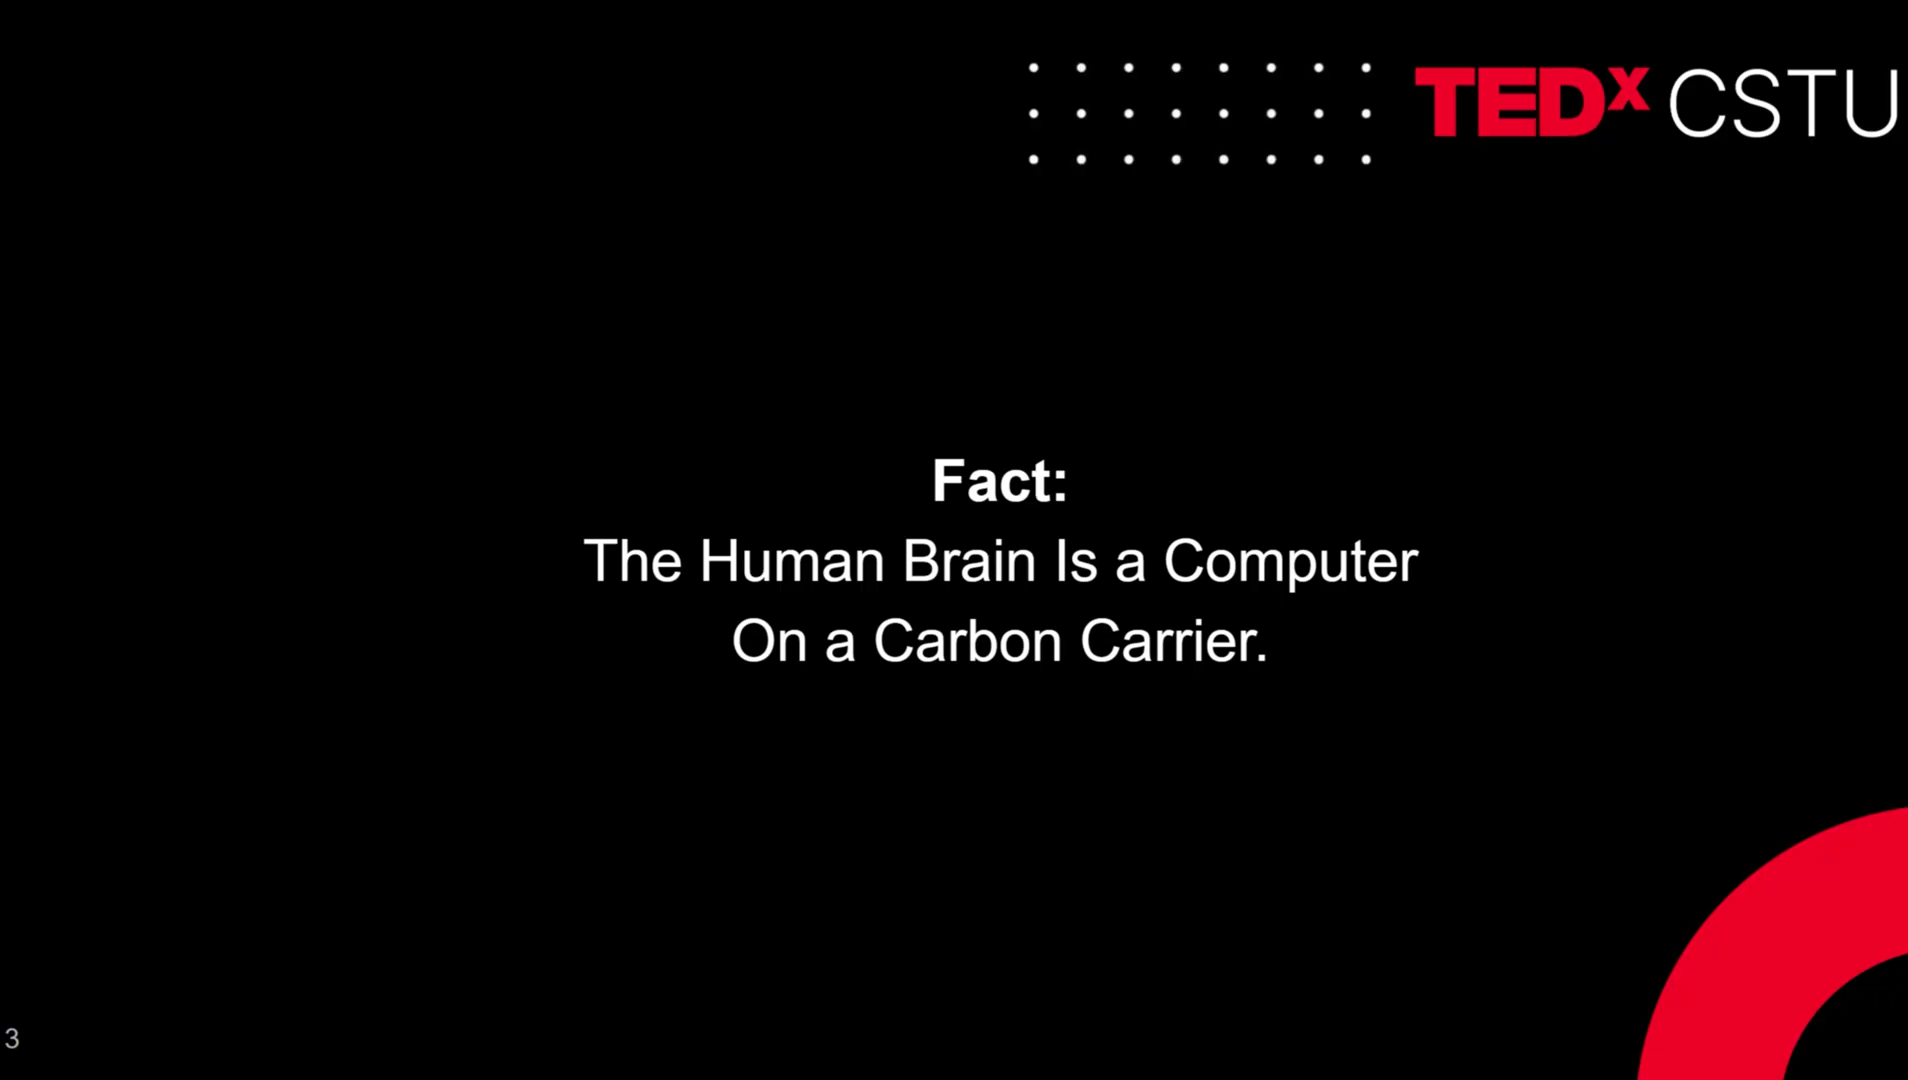 TEDx CSTU
Fact:
The Human Brain Is a Computer
On a Carbon Carrier.
3